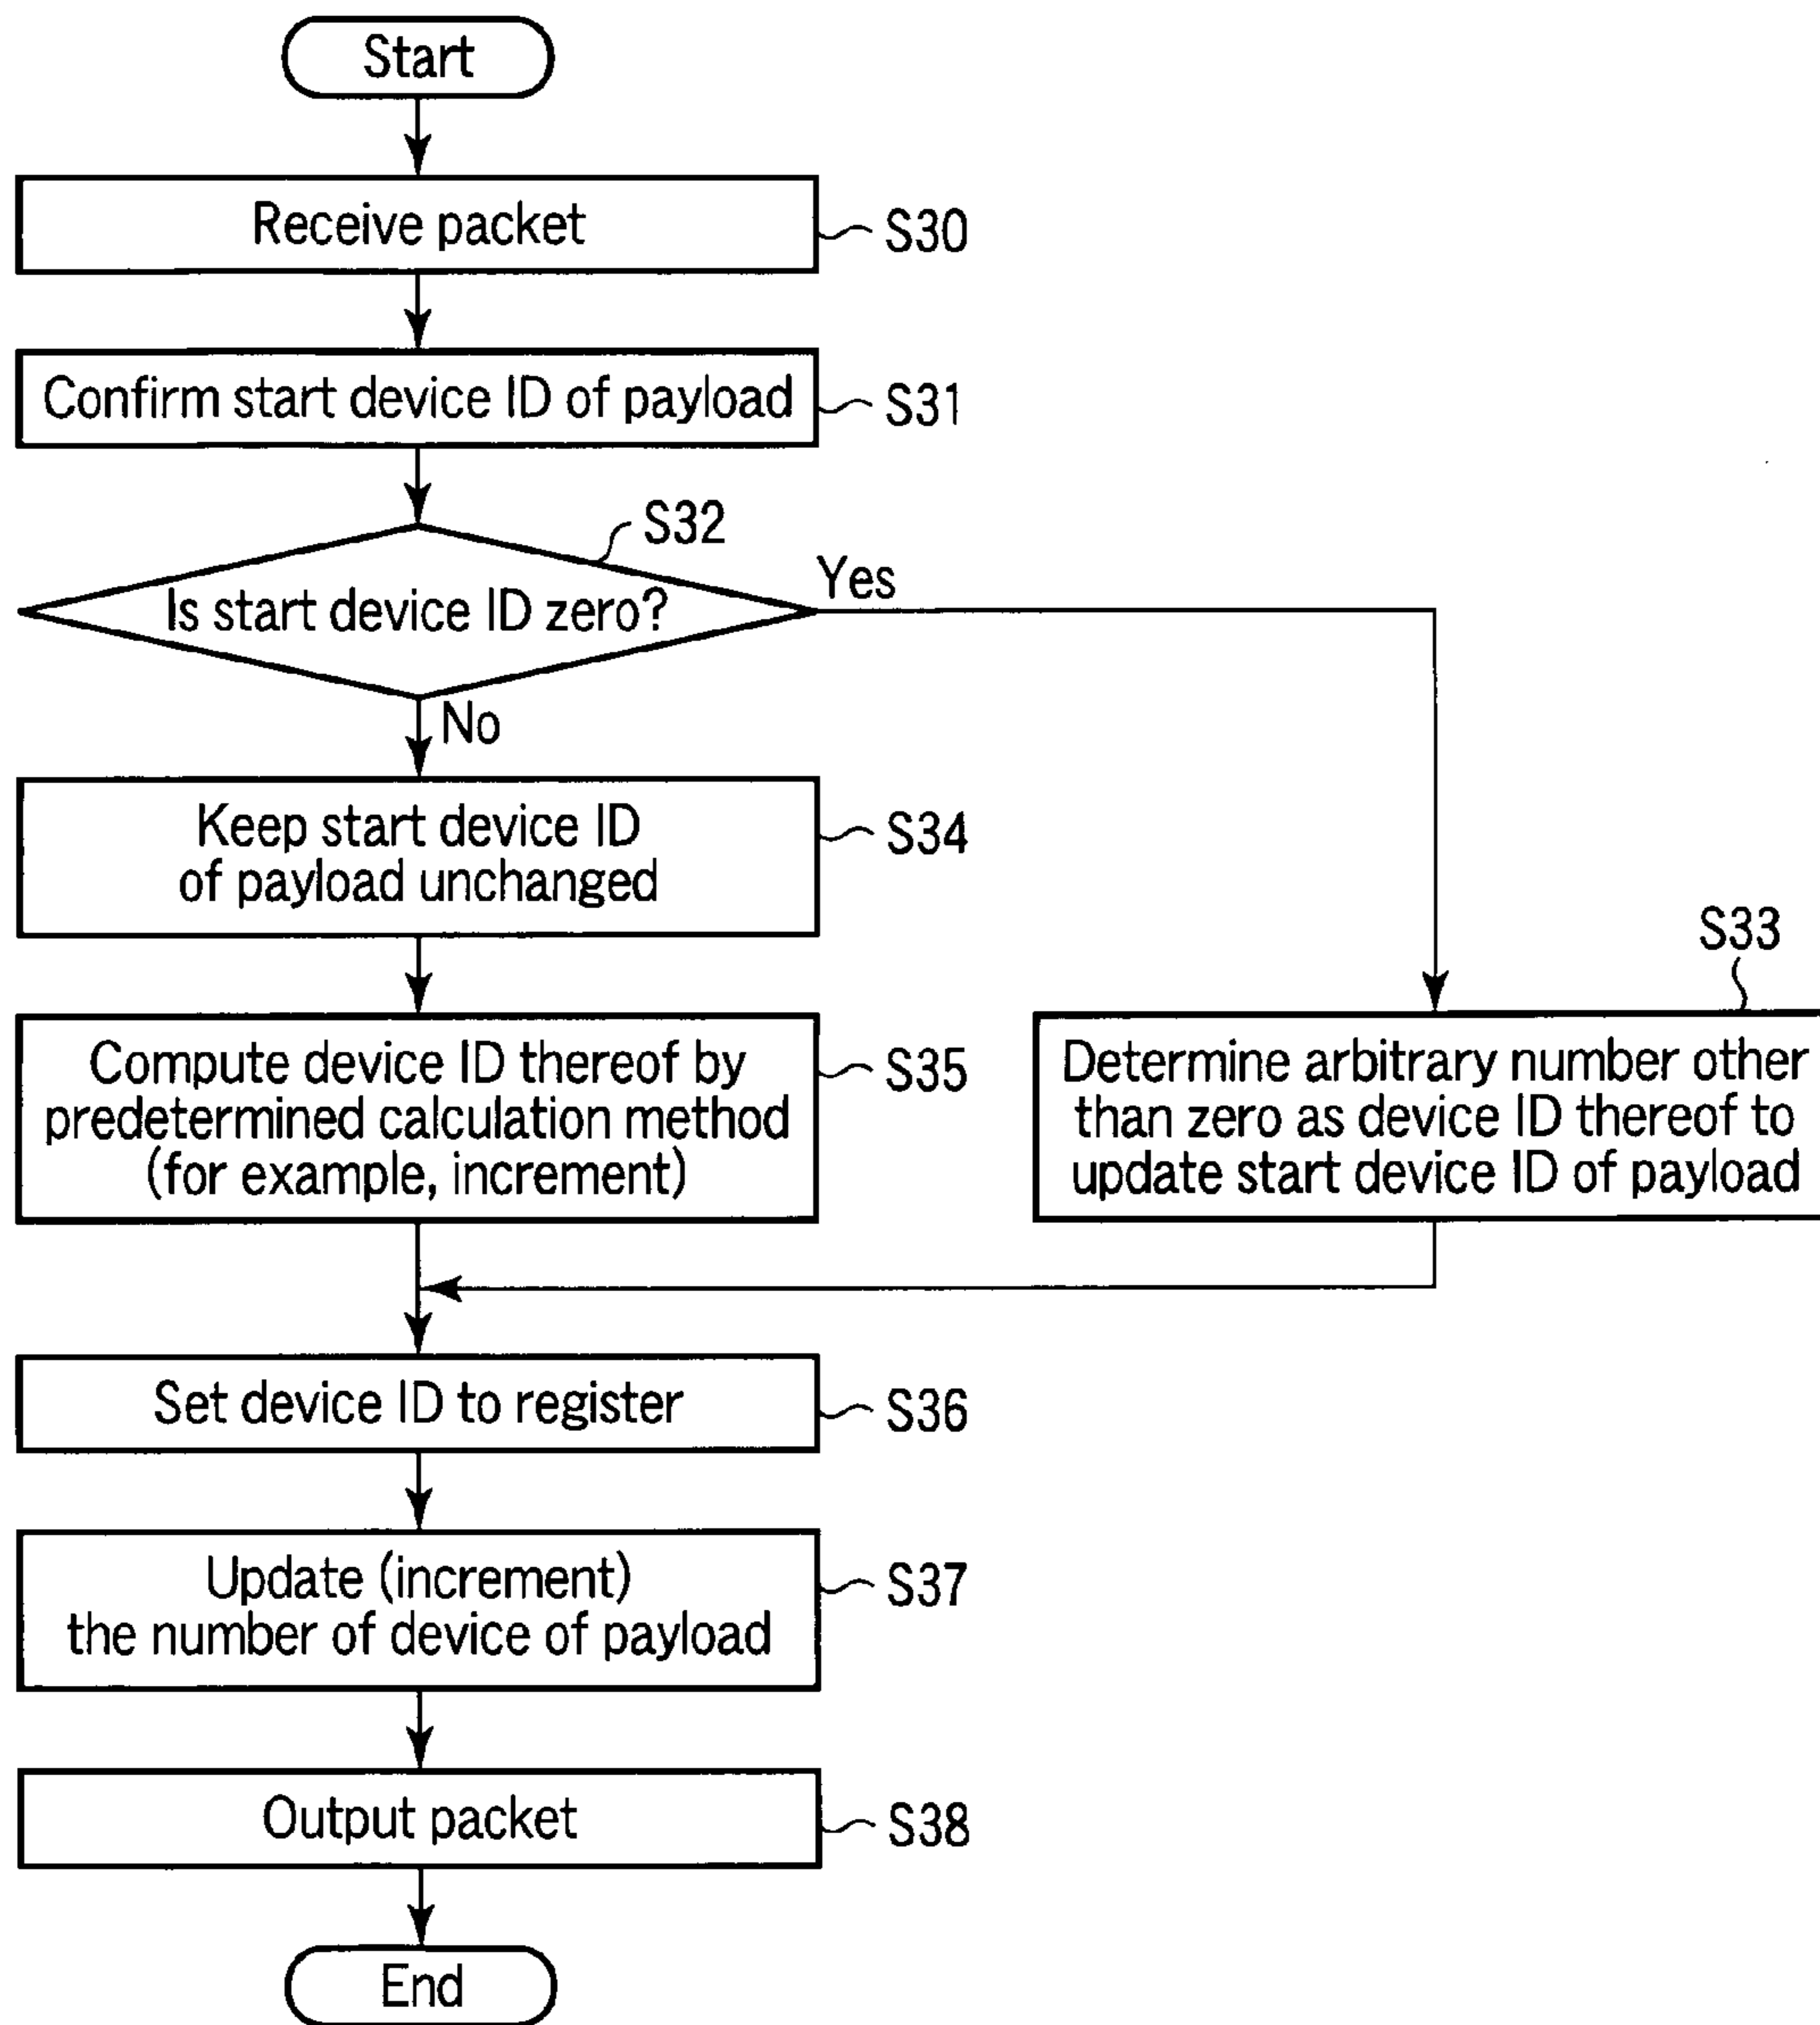 Start
Receive packet
S30
Confirm start device ID of payload
S31
S32
Is start device ID zero?
Yes
No
Keep start device ID
of payload unchanged
S34
S33
Compute device ID thereof by
predetermined calculation method
(for example, increment)
S35
Determine arbitrary number other
than zero as device ID thereof to
update start device ID of payload
Set device ID to register
S36
Update (increment)
the number of device of payload
S37
Output packet
S38
End